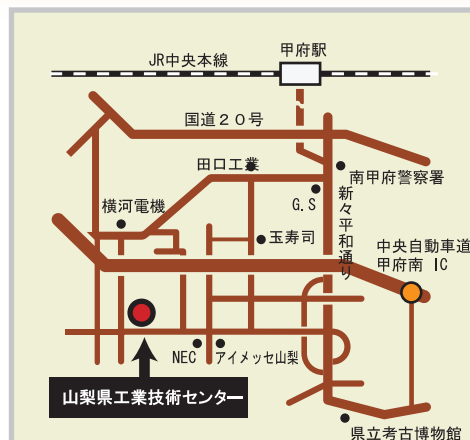 甲府駅
JR中央本線
国道20号
田口工業
南甲府警察署
G.S
新々平和通り
横河電機
玉寿司
中央自動車道
甲府南 IC
NEC
アイメッセ山梨
山梨県工業技術センター
県立考古博物館